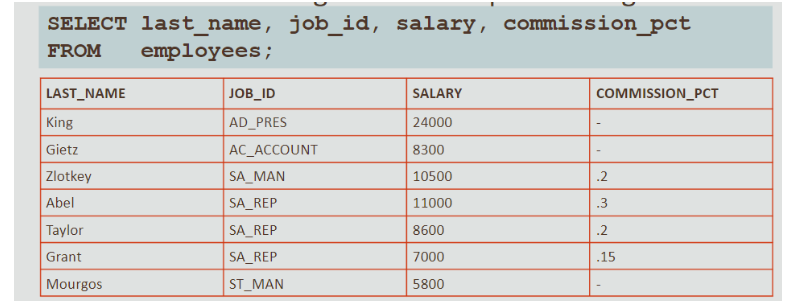 SELECT last_name, job_id, salary, commission_pct
FROM employees;
LAST_NAME JOB_ID SALARY COMMISSION_PCT
King AD_PRES 24000 -
Gietz AC_ACCOUNT 8300 -
Zlotkey SA_MAN 10500 .2
Abel SA_REP 11000 .3
Taylor SA_REP 8600 .2
Grant SA_REP 7000 .15
Mourgos ST_MAN 5800 -